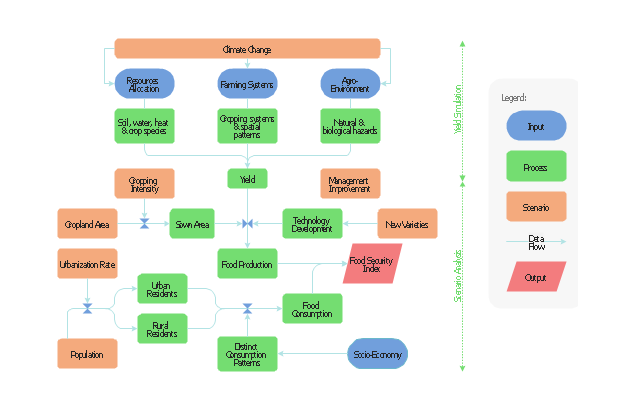 Climate Change
Resources
Allocation
Farming Systems
Agro-
Environment
Soil, water, heat
& crop species
Cropping systems
& spatial
patterns
Natural &
biological hazards
Cropping
Intensity
Yield
Management
Improvement
Cropland Area
Sown Area
Technology
Development
New Varieties
Urbanization Rate
Food Production
Food Security
Index
Urban
Residents
Food
Consumption
Rural
Residents
Population
Distinct
Consumption
Patterns
Socio-Economy
Yield Simulation
Scenario Analysis
Legend:
Input
Process
Scenario
Data
Flow
Output